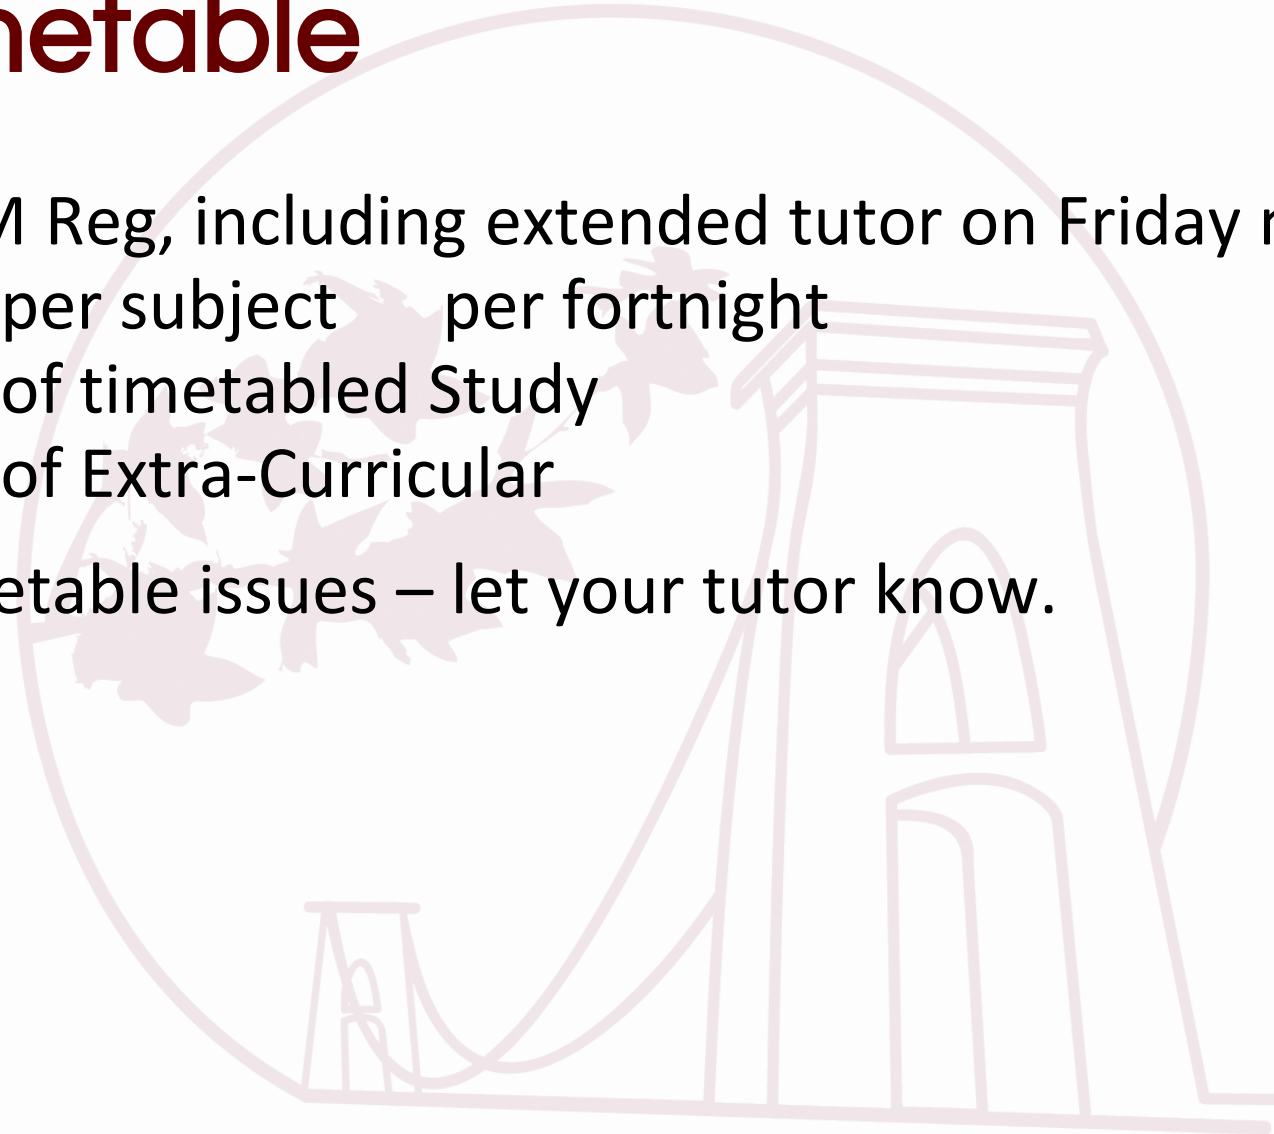 netable
M Reg, including extended tutor on Friday
per subject per fortnight
of timetabled Study
of Extra-Curricular
etable issues – let your tutor know.